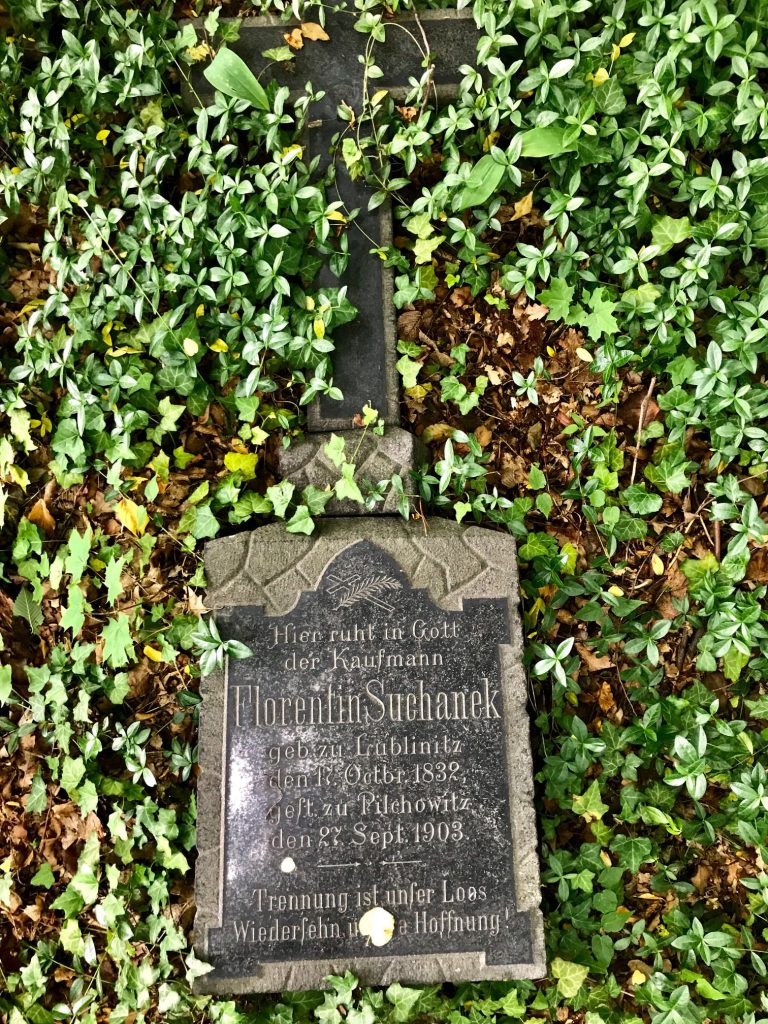 Hier ruht in Gott
der Kaufmann
Florentin Suchanek
geb. zu Lublinitz
den 17. Octbr. 1832,
geſt. zu Pilchowitz
den 27. Sept. 1903.
Trennung iſt unſer Loos
Wiederſehn Hoffnung!